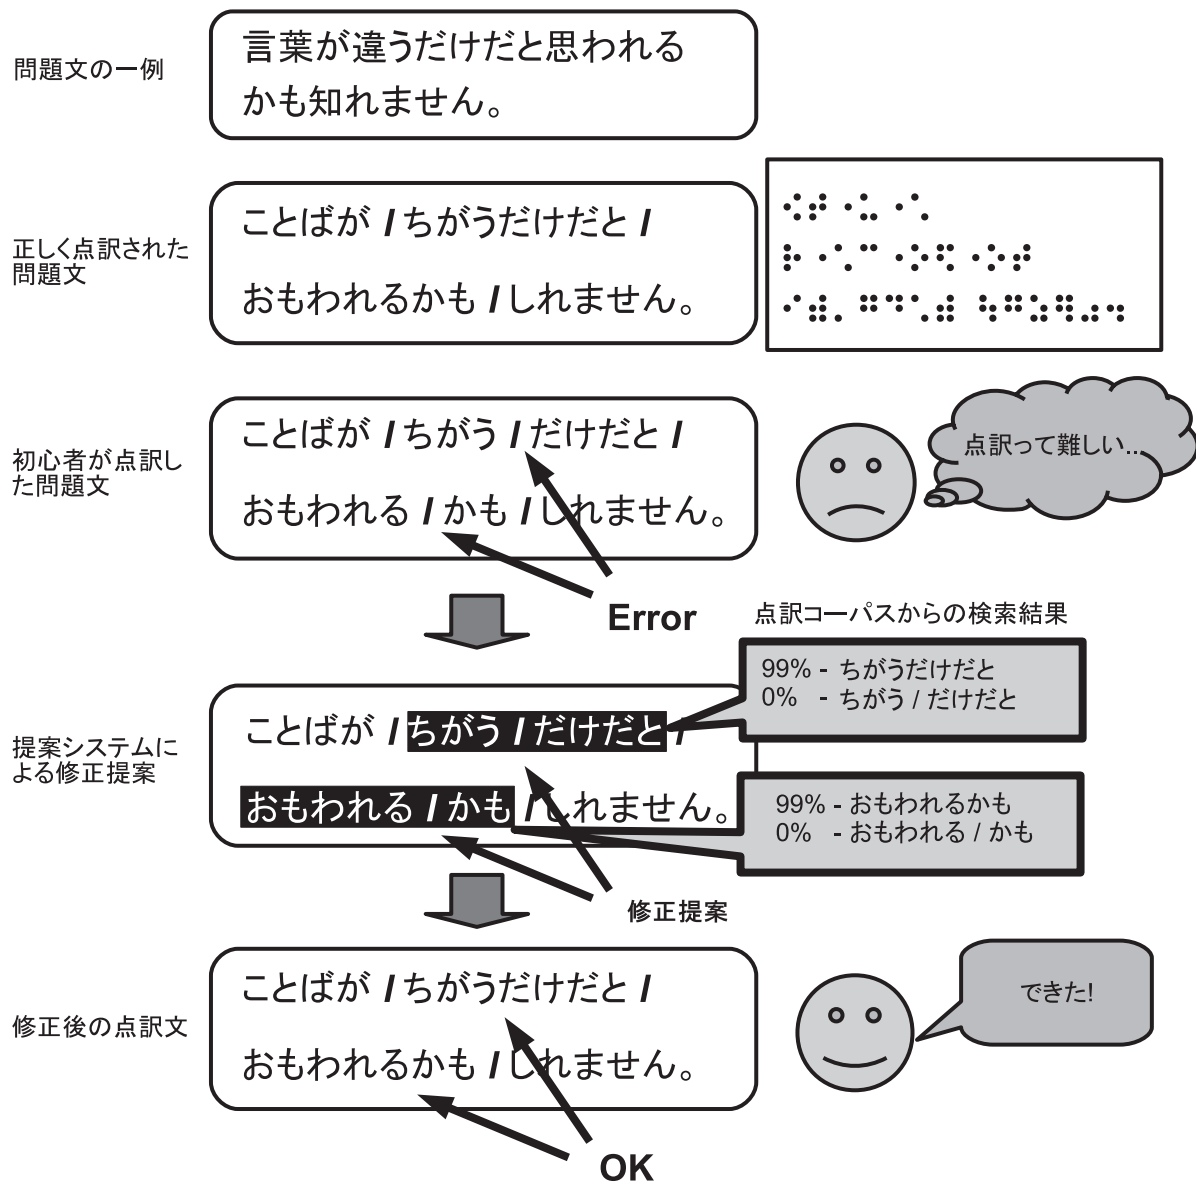 問題文の一例
言葉が違うだけだと思われる
かも知れません。
正しく点訳された
問題文
ことばが / ちがうだけだと /
おもわれるかも / しれません。
初心者が点訳し
た問題文
ことばが / ちがう / だけだと /
おもわれる / かも / しれません。
点訳って難しい...
Error
点訳コーパスからの検索結果
99% - ちがうだけだと
0% - ちがう / だけだと
提案システムに
よる修正提案
ことばが / ちがう / だけだと /
おもわれる / かも / しれません。
99% - おもわれるかも
0% - おもわれる / かも
修正提案
修正後の点訳文
ことばが / ちがうだけだと /
おもわれるかも / しれません。
できた!
OK